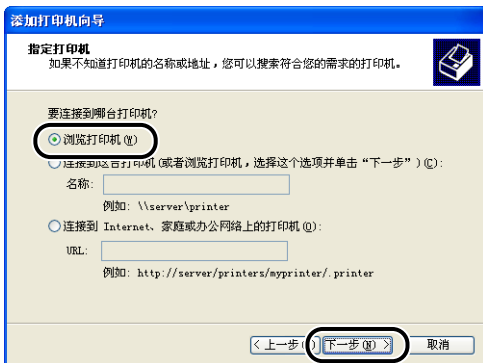 添加打印机向导
指定打印机
如果不知道打印机的名称或地址，您可以搜索符合您的需求的打印机。
要连接到哪台打印机?
浏览打印机(W)
连接到这台打印机(或者浏览打印机，选择这个选项并单击“下一步”)(C):
名称:
例如: \\server\printer
连接到 Internet、家庭或办公网络上的打印机(O):
URL:
例如: http://server/printers/myprinter/.printer
< 上一步( ) 下一步(N) > 取消